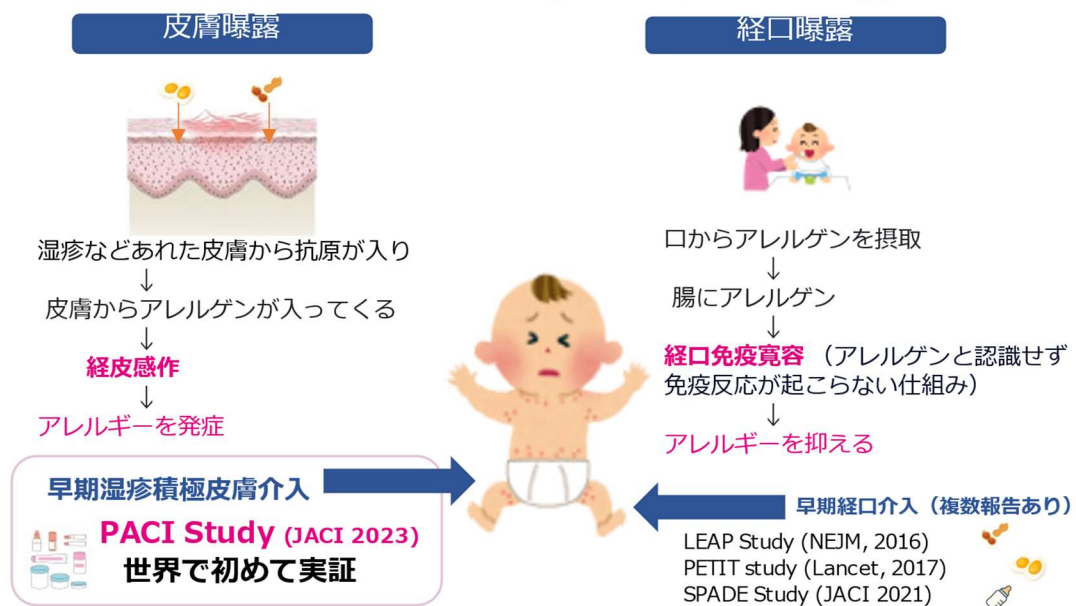 皮膚曝露
湿疹などあれた皮膚から抗原が入り
↓
皮膚からアレルゲンが入ってくる
↓
経皮感作
↓
アレルギーを発症
早期湿疹積極皮膚介入
PACI Study (JACI 2023)
世界で初めて実証
経口曝露
口からアレルゲンを摂取
↓
腸にアレルゲン
↓
経口免疫寛容 （アレルゲンと認識せず
免疫反応が起こらない仕組み）
↓
アレルギーを抑える
早期経口介入（複数報告あり）
LEAP Study (NEJM, 2016)
PETIT study (Lancet, 2017)
SPADE Study (JACI 2021)